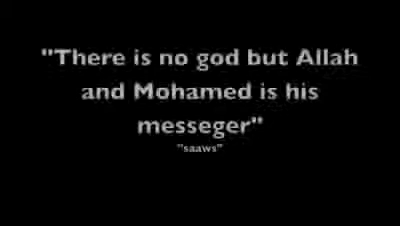 "There is no god but Allah
and Mohamed is his
messeger"
"saaws"